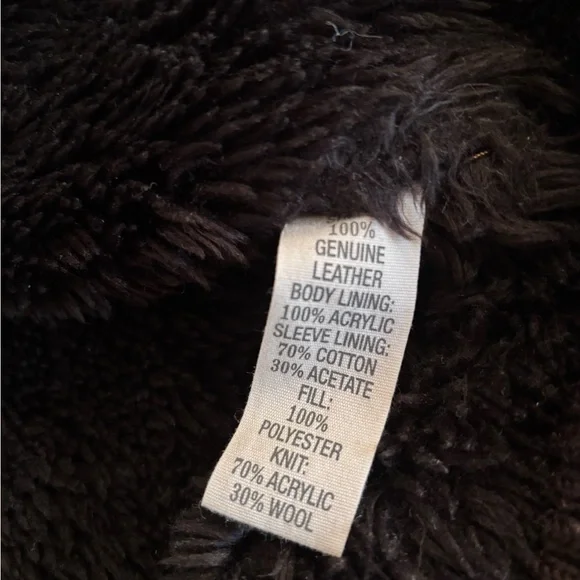 100%
GENUINE
LEATHER
BODY LINING:
100% ACRYLIC
SLEEVE LINING:
70% COTTON
30% ACETATE
FILL:
100%
POLYESTER
KNIT:
70% ACRYLIC
30% WOOL